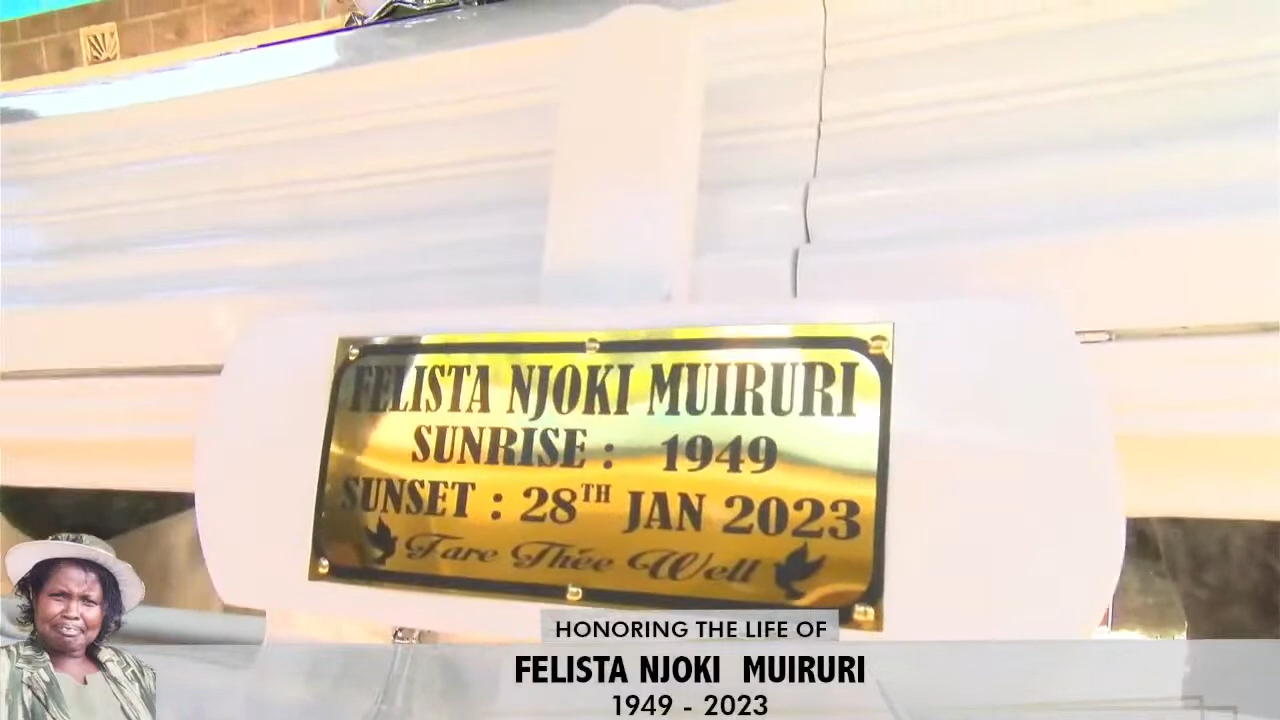 FELISTA NJOKI MUIRURI
SUNRISE : 1949
SUNSET : 28TH JAN 2023
Fare Thee Well
HONORING THE LIFE OF
FELISTA NJOKI MUIRURI
1949 - 2023